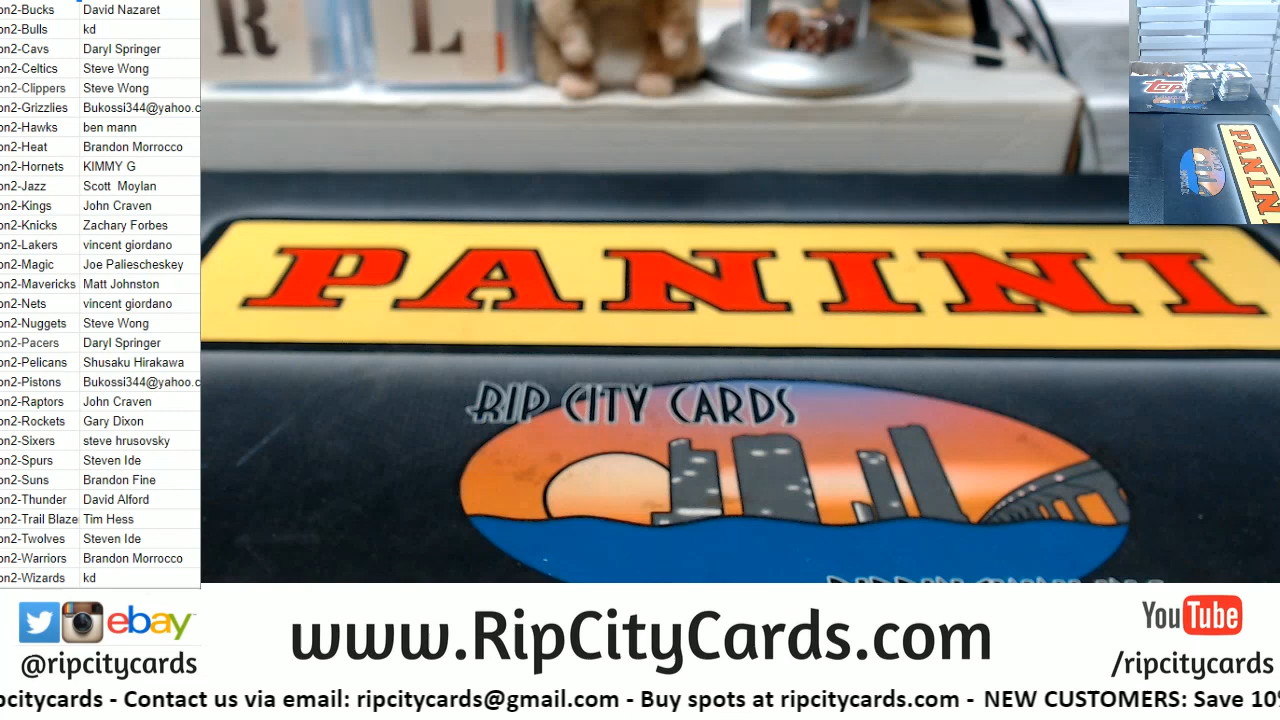 on2-Bucks David Nazaret
on2-Bulls kd
on2-Cavs Daryl Springer
on2-Celtics Steve Wong
on2-Clippers Steve Wong
on2-Grizzlies Bukossi344@yahoo.c
on2-Hawks ben mann
on2-Heat Brandon Morrocco
on2-Hornets KIMMY G
on2-Jazz Scott Moylan
on2-Kings John Craven
on2-Knicks Zachary Forbes
on2-Lakers vincent giordano
on2-Magic Joe Paliescheskey
on2-Mavericks Matt Johnston
on2-Nets vincent giordano
on2-Nuggets Steve Wong
on2-Pacers Daryl Springer
on2-Pelicans Shusaku Hirakawa
on2-Pistons Bukossi344@yahoo.c
on2-Raptors John Craven
on2-Rockets Gary Dixon
on2-Sixers steve hrusovsky
on2-Spurs Steven Ide
on2-Suns Brandon Fine
on2-Thunder David Alford
on2-Trail Blaze Tim Hess
on2-Twolves Steven Ide
on2-Warriors Brandon Morrocco
on2-Wizards kd
R L
PANINI
RIP CITY CARDS
TOPP
PANIN
ebay
@ripcitycards
www.RipCityCards.com
YouTube
/ripcitycards
pcitycards - Contact us via email: ripcitycards@gmail.com - Buy spots at ripcitycards.com - NEW CUSTOMERS: Save 10